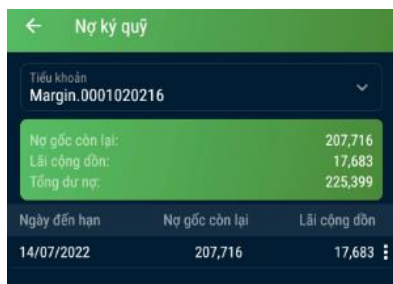 Nợ ký quỹ
Tiểu khoản
Margin.0001020216
Nợ gốc còn lại: 207,716
Lãi cộng dồn: 17,683
Tổng dư nợ: 225,399
Ngày đến hạn Nợ gốc còn lại Lãi cộng dồn
14/07/2022 207,716 17,683